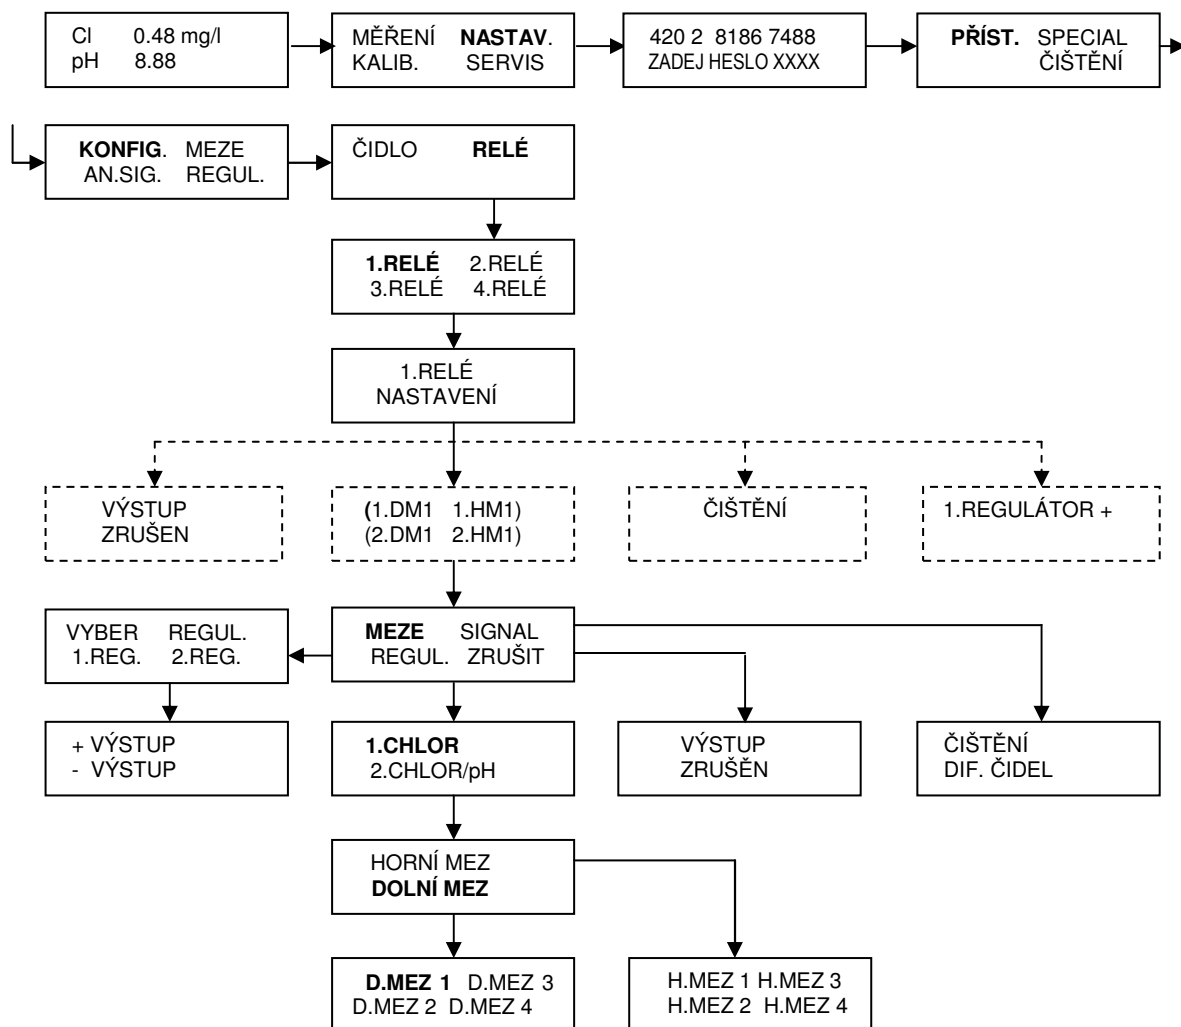 Cl 0.48 mg/l
pH 8.88
MĚŘENÍ NASTAV.
KALIB. SERVIS
420 2 8186 7488
ZADEJ HESLO XXXX
PŘÍST. SPECIAL
ČIŠTĚNÍ
KONFIG. MEZE
AN.SIG. REGUL.
ČIDLO RELÉ
1.RELÉ 2.RELÉ
3.RELÉ 4.RELÉ
1.RELÉ
NASTAVENÍ
VÝSTUP
ZRUŠEN
(1.DM1 1.HM1)
(2.DM1 2.HM1)
ČIŠTĚNÍ
1.REGULÁTOR +
VYBER REGUL.
1.REG. 2.REG.
MEZE SIGNAL
REGUL. ZRUŠIT
+ VÝSTUP
- VÝSTUP
1.CHLOR
2.CHLOR/pH
VÝSTUP
ZRUŠĚN
ČIŠTĚNÍ
DIF. ČIDEL
HORNÍ MEZ
DOLNÍ MEZ
D.MEZ 1 D.MEZ 3
D.MEZ 2 D.MEZ 4
H.MEZ 1 H.MEZ 3
H.MEZ 2 H.MEZ 4